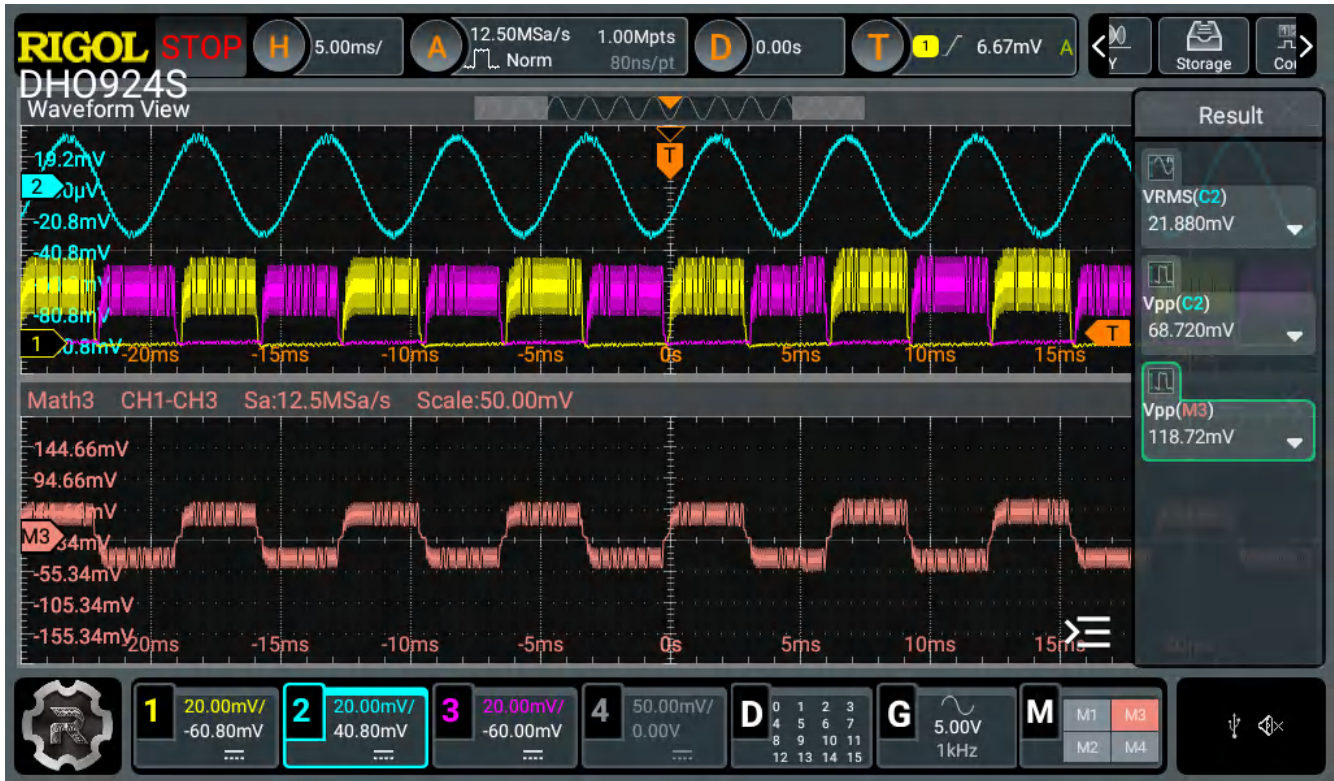 RIGOL STOP H 5.00ms/ A 12.50MSa/s 1.00Mpts D 0.00s T 1 6.67mV A Storage
Norm 80ns/pt
DHO924S
Waveform View
Result
19.2mV
2
-20.8mV
-40.8mV
-80.8mV
1
-20ms -15ms -10ms -5ms 0s 5ms 10ms 15ms
T
T
VRMS(C2)
21.880mV
Vpp(C2)
68.720mV
Vpp(M3)
118.72mV
Math3 CH1-CH3 Sa:12.5MSa/s Scale:50.00mV
144.66mV
94.66mV
M3
-55.34mV
-105.34mV
-155.34mV
-15ms -10ms -5ms 0s 5ms 10ms
1 20.00mV/ -60.80mV
2 20.00mV/ 40.80mV
3 20.00mV/ -60.00mV
4 50.00mV/ 0.00V
D 0 1 2 3
4 5 6 7
8 9 10 11
12 13 14 15
G 5.00V
1kHz
M M1 M3
M2 M4